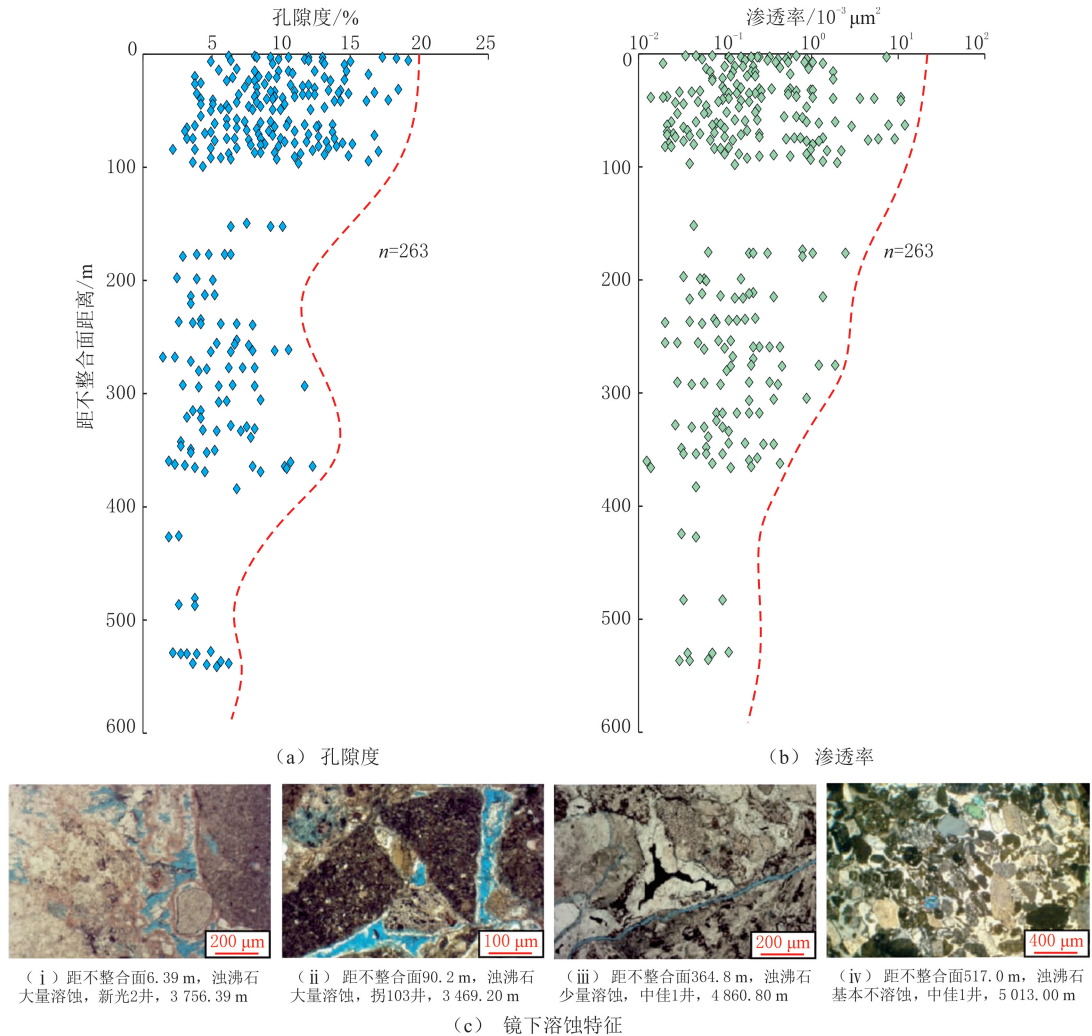 孔隙度/%
0 5 10 15 20 25
100
200
300
400
500
600
距不整合面距离/m
n=263
(a) 孔隙度
渗透率/10⁻³ μm²
10⁻² 10⁻¹ 10⁰ 10¹ 10²
0
100
200
300
400
500
600
n=263
(b) 渗透率
200 μm
100 μm
200 μm
400 μm
(ⅰ) 距不整合面6.39 m，浊沸石
大量溶蚀，新光2井，3 756.39 m
(ⅱ) 距不整合面90.2 m，浊沸石
大量溶蚀，拐103井，3 469.20 m
(ⅲ) 距不整合面364.8 m，浊沸石
少量溶蚀，中佳1井，4 860.80 m
(ⅳ) 距不整合面517.0 m，浊沸石
基本不溶蚀，中佳1井，5 013.00 m
(c) 镜下溶蚀特征